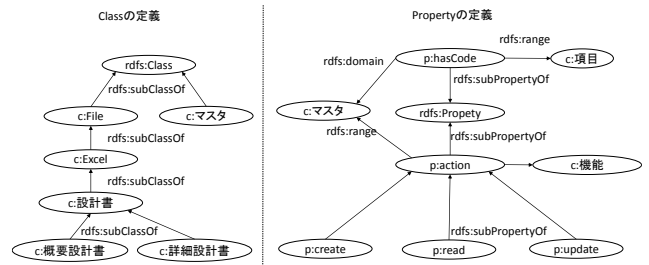 Classの定義
Propertyの定義
rdfs:Class
rdfs:subClassOf
c:File
c:マスタ
rdfs:subClassOf
c:Excel
rdfs:subClassOf
c:設計書
rdfs:subClassOf
c:概要設計書
c:詳細設計書
p:hasCode
rdfs:range
c:項目
rdfs:domain
rdfs:subPropertyOf
c:マスタ
rdfs:Propety
rdfs:range
rdfs:subPropertyOf
p:action
c:機能
rdfs:subPropertyOf
p:create
p:read
p:update